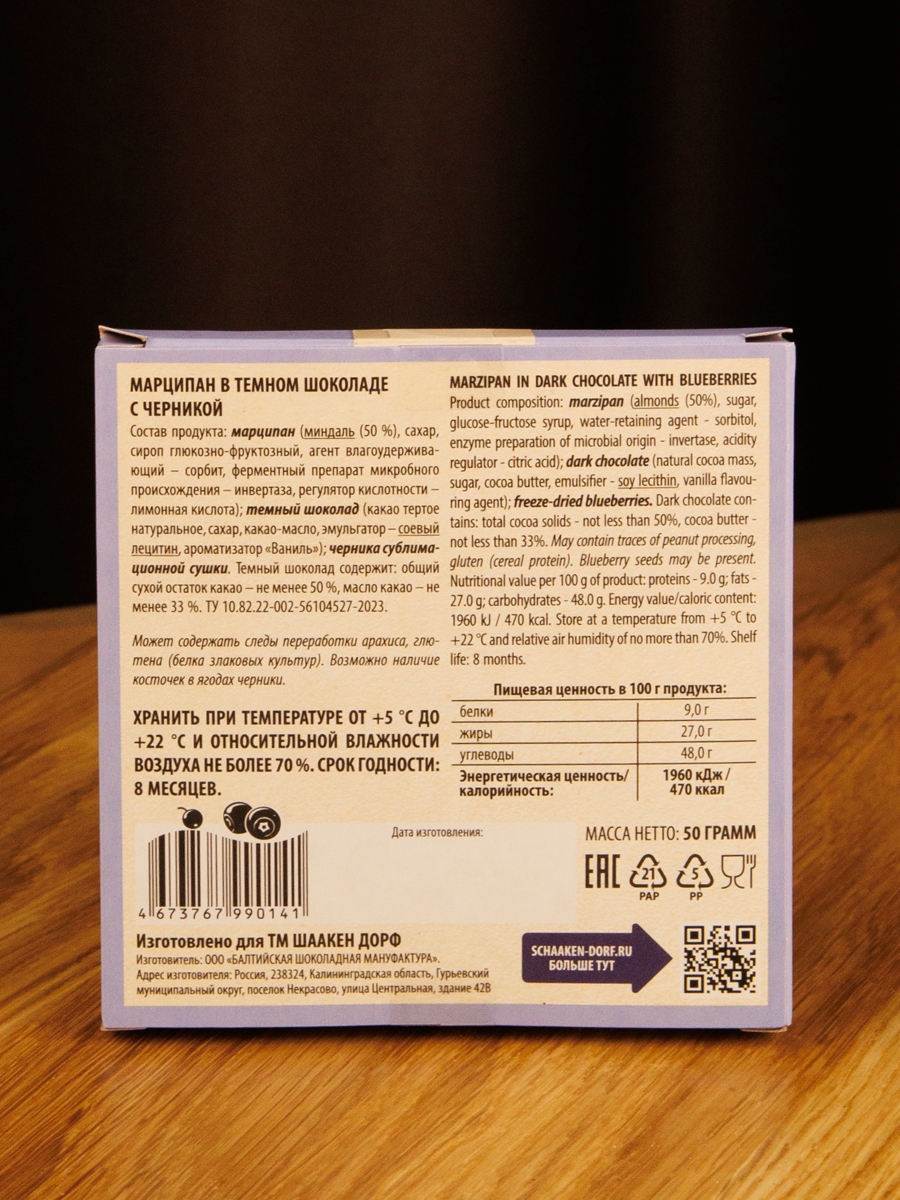 МАРЦИПАН В ТЕМНОМ ШОКОЛАДЕ
С ЧЕРНИКОЙ
Состав продукта: марципан (миндаль (50 %), сахар,
сироп глюкозно-фруктозный, агент влагоудержива-
ющий – сорбит, ферментный препарат микробного
происхождения – инвертаза, регулятор кислотности –
лимонная кислота); темный шоколад (какао тертое
натуральное, сахар, какао-масло, эмульгатор – соевый
лецитин, ароматизатор «Ваниль»); черника сублима-
ционной сушки. Темный шоколад содержит: общий
сухой остаток какао – не менее 50 %, масло какао – не
менее 33 %. ТУ 10.82.22-002-56104527-2023.
Может содержать следы переработки арахиса, глю-
тена (белка злаковых культур). Возможно наличие
косточек в ягодах черники.
ХРАНИТЬ ПРИ ТЕМПЕРАТУРЕ ОТ +5 °С ДО
+22 °С И ОТНОСИТЕЛЬНОЙ ВЛАЖНОСТИ
ВОЗДУХА НЕ БОЛЕЕ 70 %. СРОК ГОДНОСТИ:
8 МЕСЯЦЕВ.
MARZIPAN IN DARK CHOCOLATE WITH BLUEBERRIES
Product composition: marzipan (almonds (50%), sugar,
glucose-fructose syrup, water-retaining agent - sorbitol,
enzyme preparation of microbial origin - invertase, acidity
regulator - citric acid); dark chocolate (natural cocoa mass,
sugar, cocoa butter, emulsifier - soy lecithin, vanilla flavou-
ring agent); freeze-dried blueberries. Dark chocolate con-
tains: total cocoa solids - not less than 50%, cocoa butter -
not less than 33%. May contain traces of peanut processing,
gluten (cereal protein). Blueberry seeds may be present.
Nutritional value per 100 g of product: proteins - 9.0 g; fats -
27.0 g; carbohydrates - 48.0 g. Energy value/caloric content:
1960 kJ / 470 kcal. Store at a temperature from +5 °C to
+22 °C and relative air humidity of no more than 70%. Shelf
life: 8 months.
Пищевая ценность в 100 г продукта:
белки 9,0 г
жиры 27,0 г
углеводы 48,0 г
Энергетическая ценность/ 1960 кДж /
калорийность: 470 ккал
Дата изготовления:
МАССА НЕТТО: 50 ГРАММ
EAC 21 5
PAP PP
4 673767 990141
Изготовлено для ТМ ШААКЕН ДОРФ
Изготовитель: ООО «БАЛТИЙСКАЯ ШОКОЛАДНАЯ МАНУФАКТУРА».
Адрес изготовителя: Россия, 238324, Калининградская область, Гурьевский
муниципальный округ, поселок Некрасово, улица Центральная, здание 42В
SCHAAKEN-DORF.RU
БОЛЬШЕ ТУТ